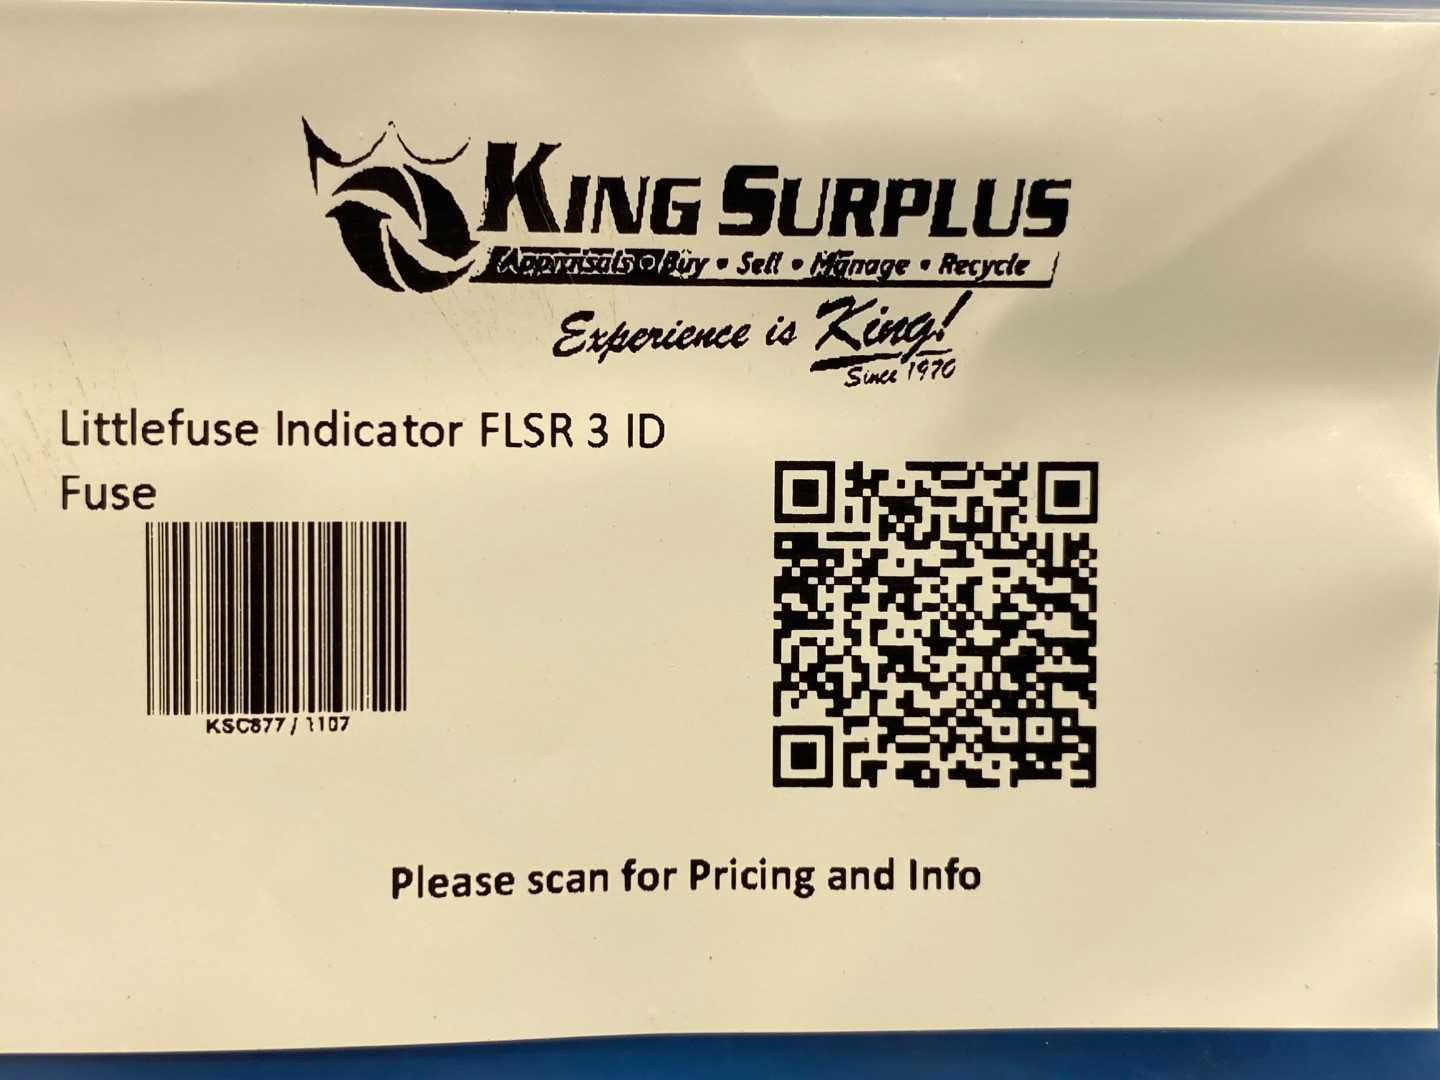 KING SURPLUS
Appraisals • Buy • Sell • Manage • Recycle
Experience is King!
Since 1970
Littlefuse Indicator FLSR 3 ID
Fuse
KSC877 / 1107
Please scan for Pricing and Info